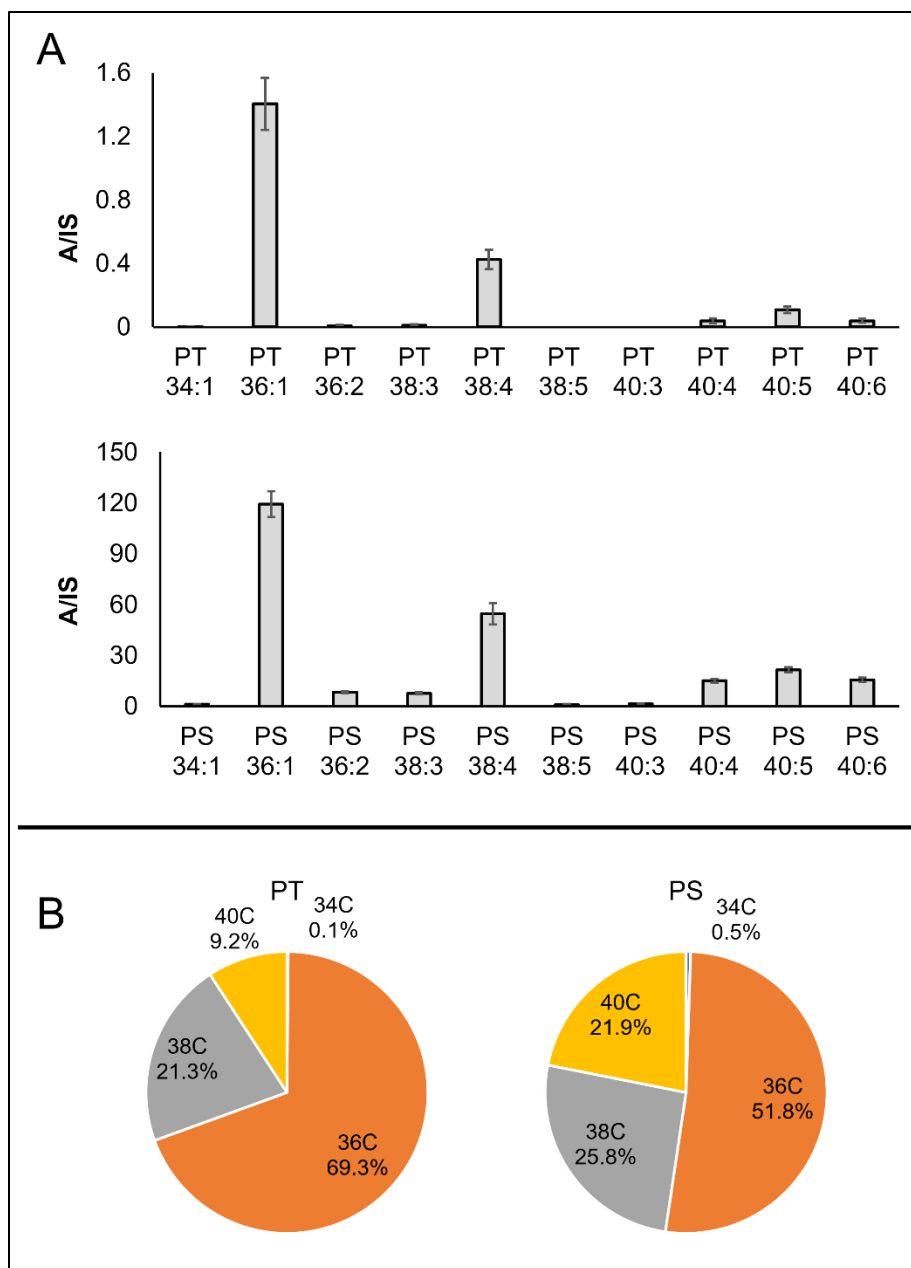 A
A/IS
1.6
1.2
0.8
0.4
0
PT PT PT PT PT PT PT PT PT PT
34:1 36:1 36:2 38:3 38:4 38:5 40:3 40:4 40:5 40:6
A/IS
150
120
90
60
30
0
PS PS PS PS PS PS PS PS PS PS
34:1 36:1 36:2 38:3 38:4 38:5 40:3 40:4 40:5 40:6
B
PT
34C
0.1%
40C
9.2%
38C
21.3%
36C
69.3%
PS
34C
0.5%
40C
21.9%
36C
51.8%
38C
25.8%